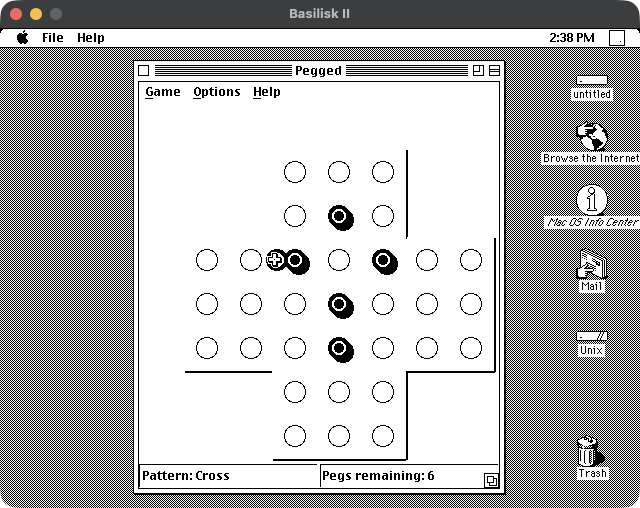 Basilisk II
File Help 2:38 PM
Pegged
Game Options Help
untitled
Browse the Internet
Mac OS Info Center
Mail
Unix
Pattern: Cross
Pegs remaining: 6
Trash